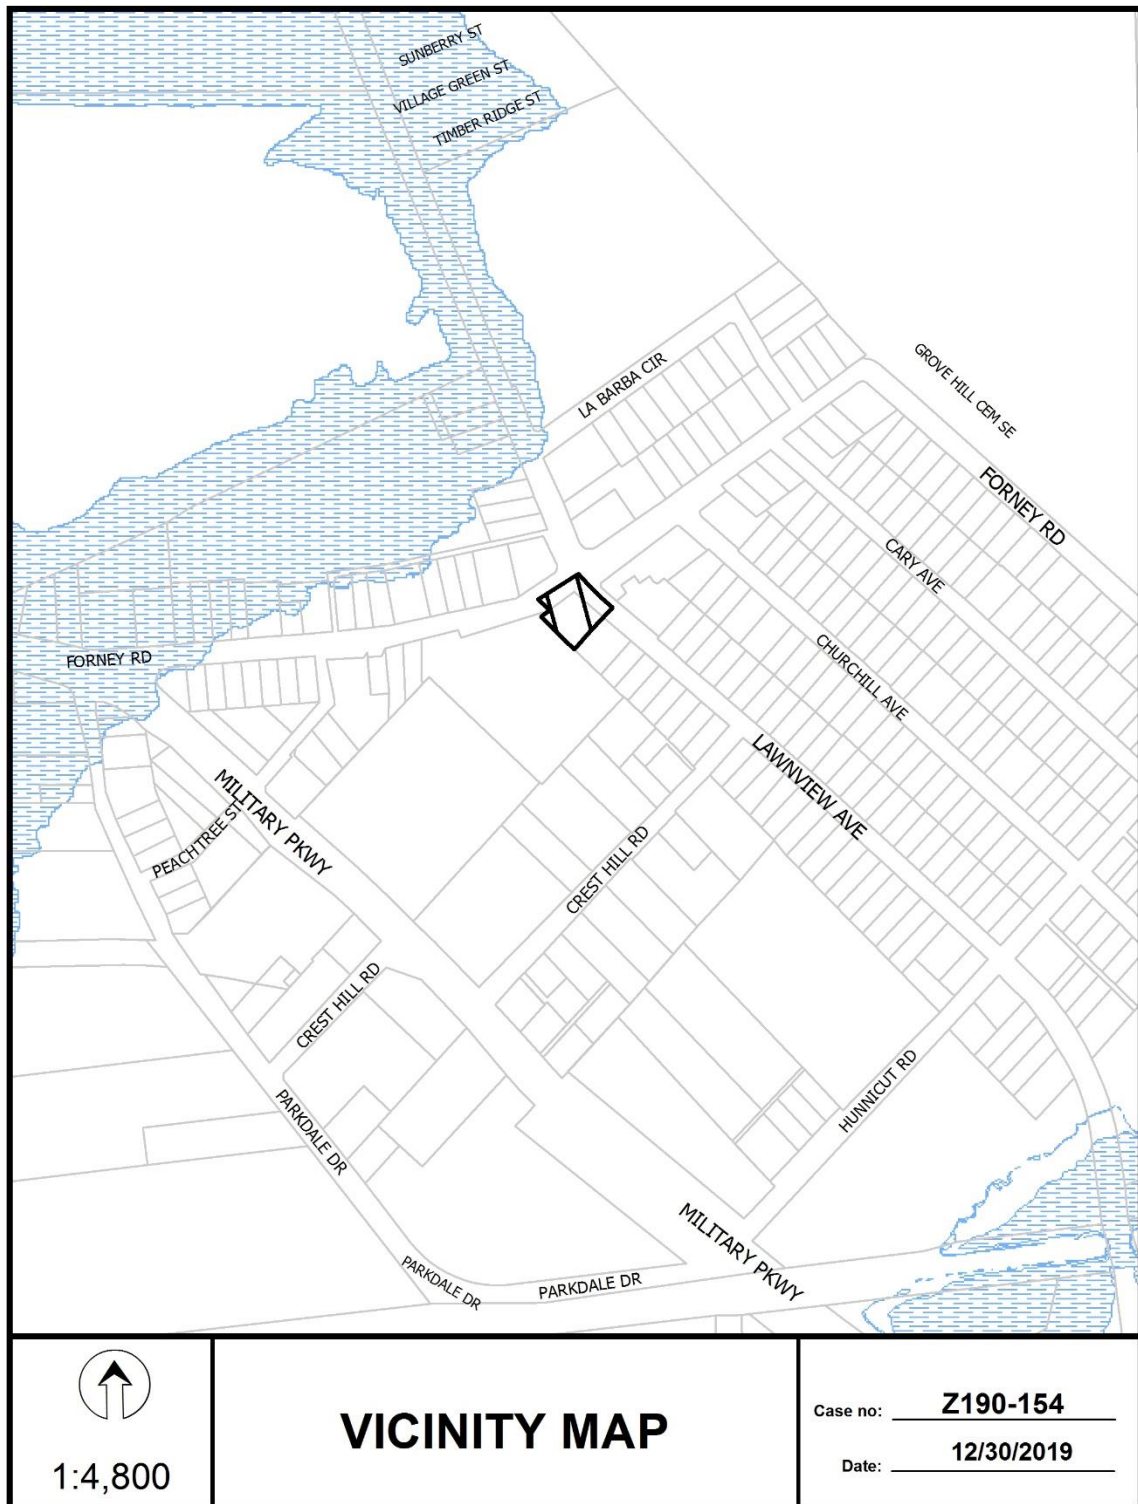 SUNBERRY ST
VILLAGE GREEN ST
TIMBER RIDGE ST
LA BARBA CIR
GROVE HILL CEM SE
FORNEY RD
CARY AVE
CHURCHILL AVE
FORNEY RD
LAWNVIEW AVE
MILITARY PKWY
PEACHTREE ST
CREST HILL RD
CREST HILL RD
HUNNICUT RD
PARKDALE DR
MILITARY PKWY
PARKDALE DR
PARKDALE DR
1:4,800
VICINITY MAP
Case no: Z190-154
Date: 12/30/2019